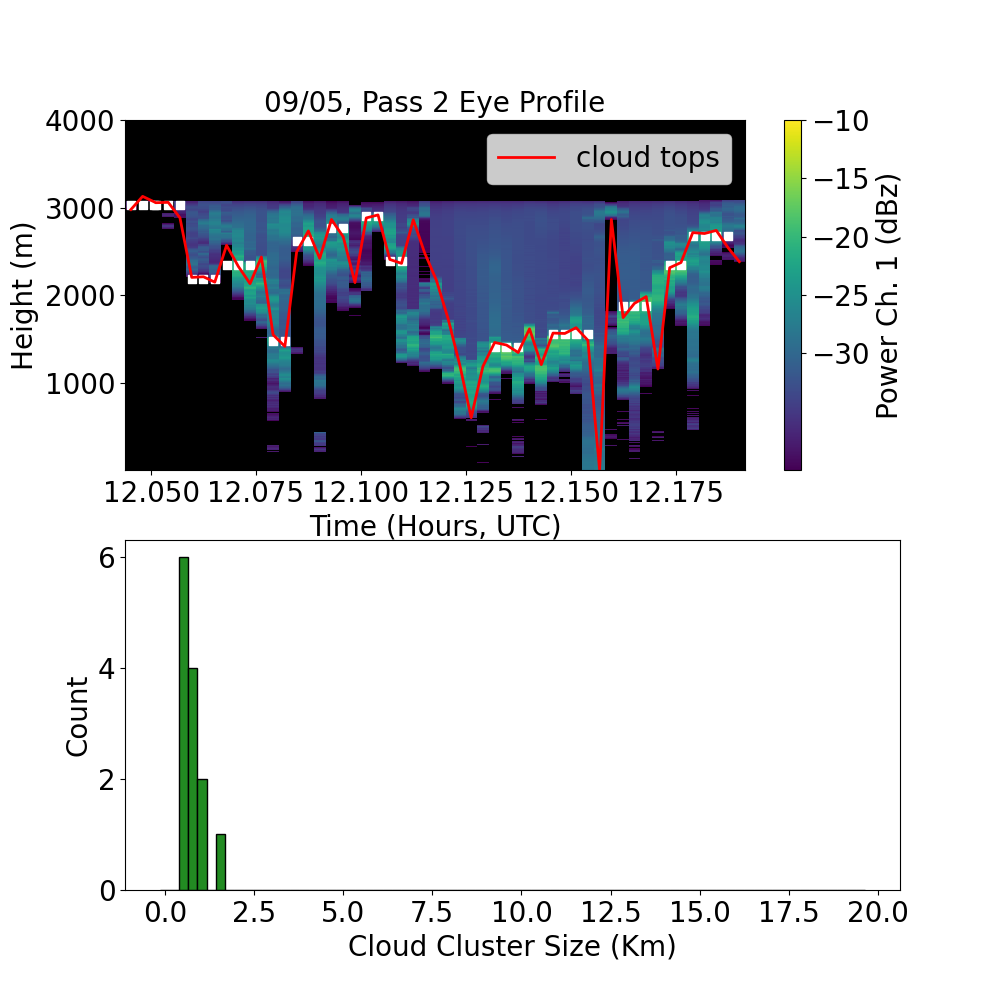 09/05, Pass 2 Eye Profile
4000
3000
2000
1000
Height (m)
cloud tops
12.050 12.075 12.100 12.125 12.150 12.175
Time (Hours, UTC)
−10
−15
−20
−25
−30
Power Ch. 1 (dBz)
6
4
2
0
Count
0.0 2.5 5.0 7.5 10.0 12.5 15.0 17.5 20.0
Cloud Cluster Size (Km)